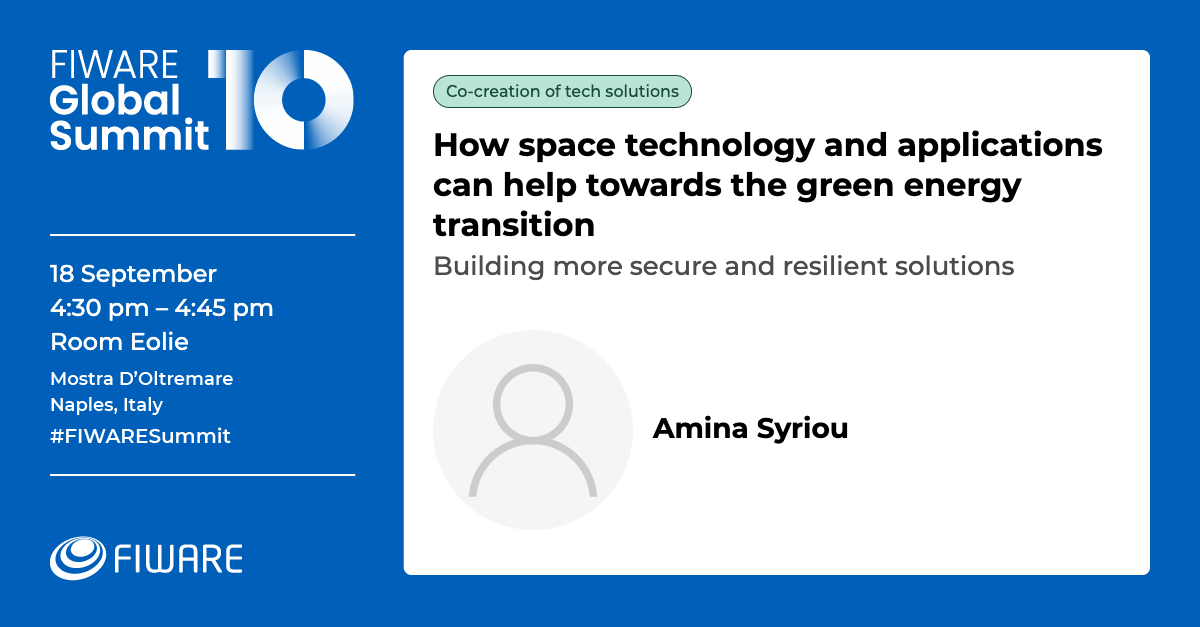 FIWARE
Global
Summit
10
18 September
4:30 pm – 4:45 pm
Room Eolie
Mostra D’Oltremare
Naples, Italy
#FIWARESummit
FIWARE
Co-creation of tech solutions
How space technology and applications
can help towards the green energy
transition
Building more secure and resilient solutions
Amina Syriou